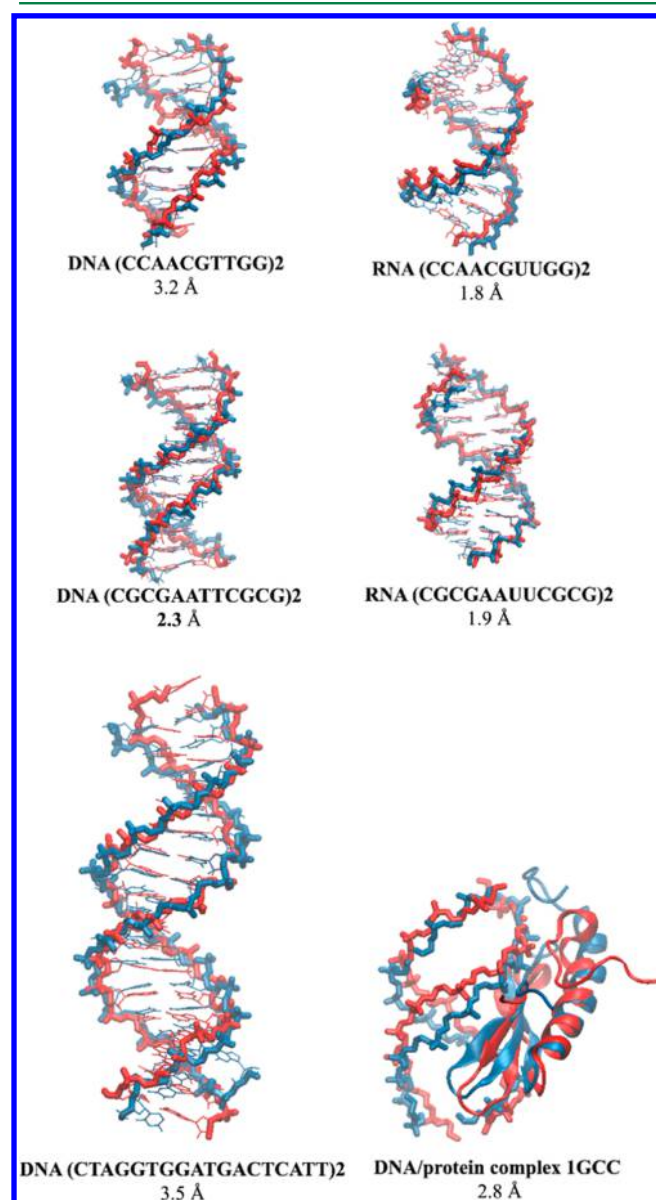 DNA (CCAACGTTGG)2
3.2 Å
RNA (CCAACGUUGG)2
1.8 Å
DNA (CGCGAATTCGCG)2
2.3 Å
RNA (CGCGAAUUCGCG)2
1.9 Å
DNA (CTAGGTGGATGACTCATT)2
3.5 Å
DNA/protein complex 1GCC
2.8 Å